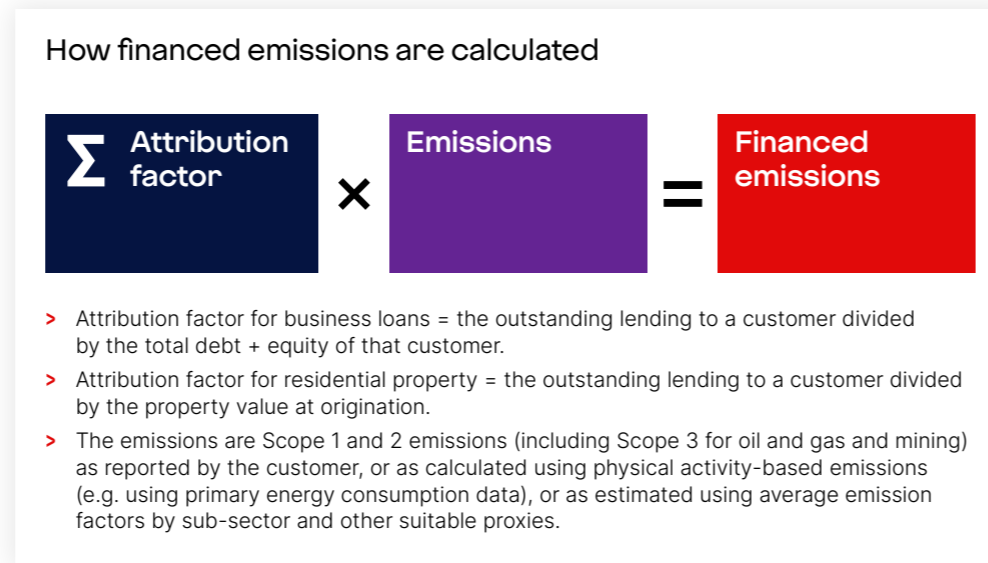 How financed emissions are calculated
Σ Attribution
factor
×
Emissions
=
Financed
emissions
> Attribution factor for business loans = the outstanding lending to a customer divided
by the total debt + equity of that customer.
> Attribution factor for residential property = the outstanding lending to a customer divided
by the property value at origination.
> The emissions are Scope 1 and 2 emissions (including Scope 3 for oil and gas and mining)
as reported by the customer, or as calculated using physical activity-based emissions
(e.g. using primary energy consumption data), or as estimated using average emission
factors by sub-sector and other suitable proxies.